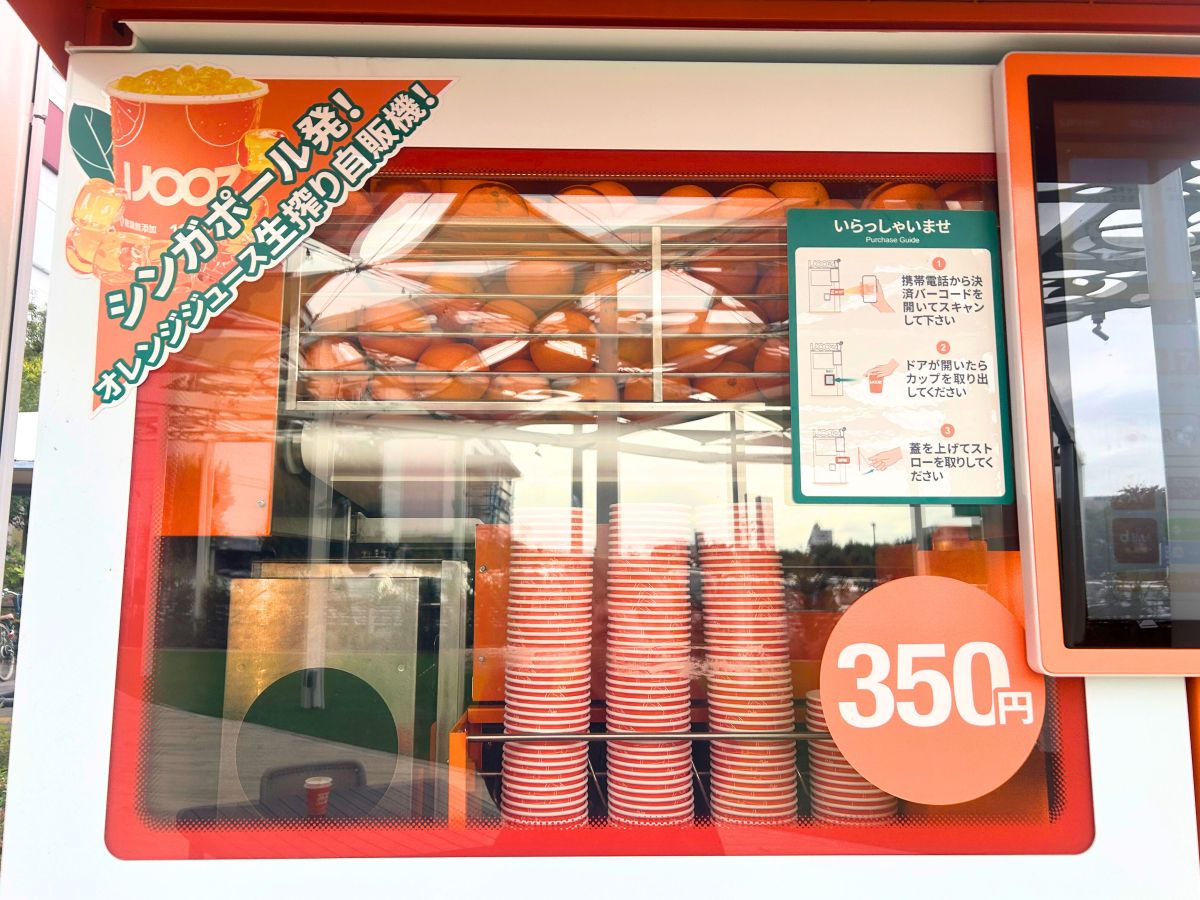 IJOOZ
シンガポール発!
オレンジジュース生搾り自販機!
いらっしゃいませ
Purchase Guide
1
携帯電話から決
済バーコードを
開いてスキャン
して下さい
2
ドアが開いたら
カップを取り出
してください
3
蓋を上げてスト
ローを取りしてく
ださい
350円